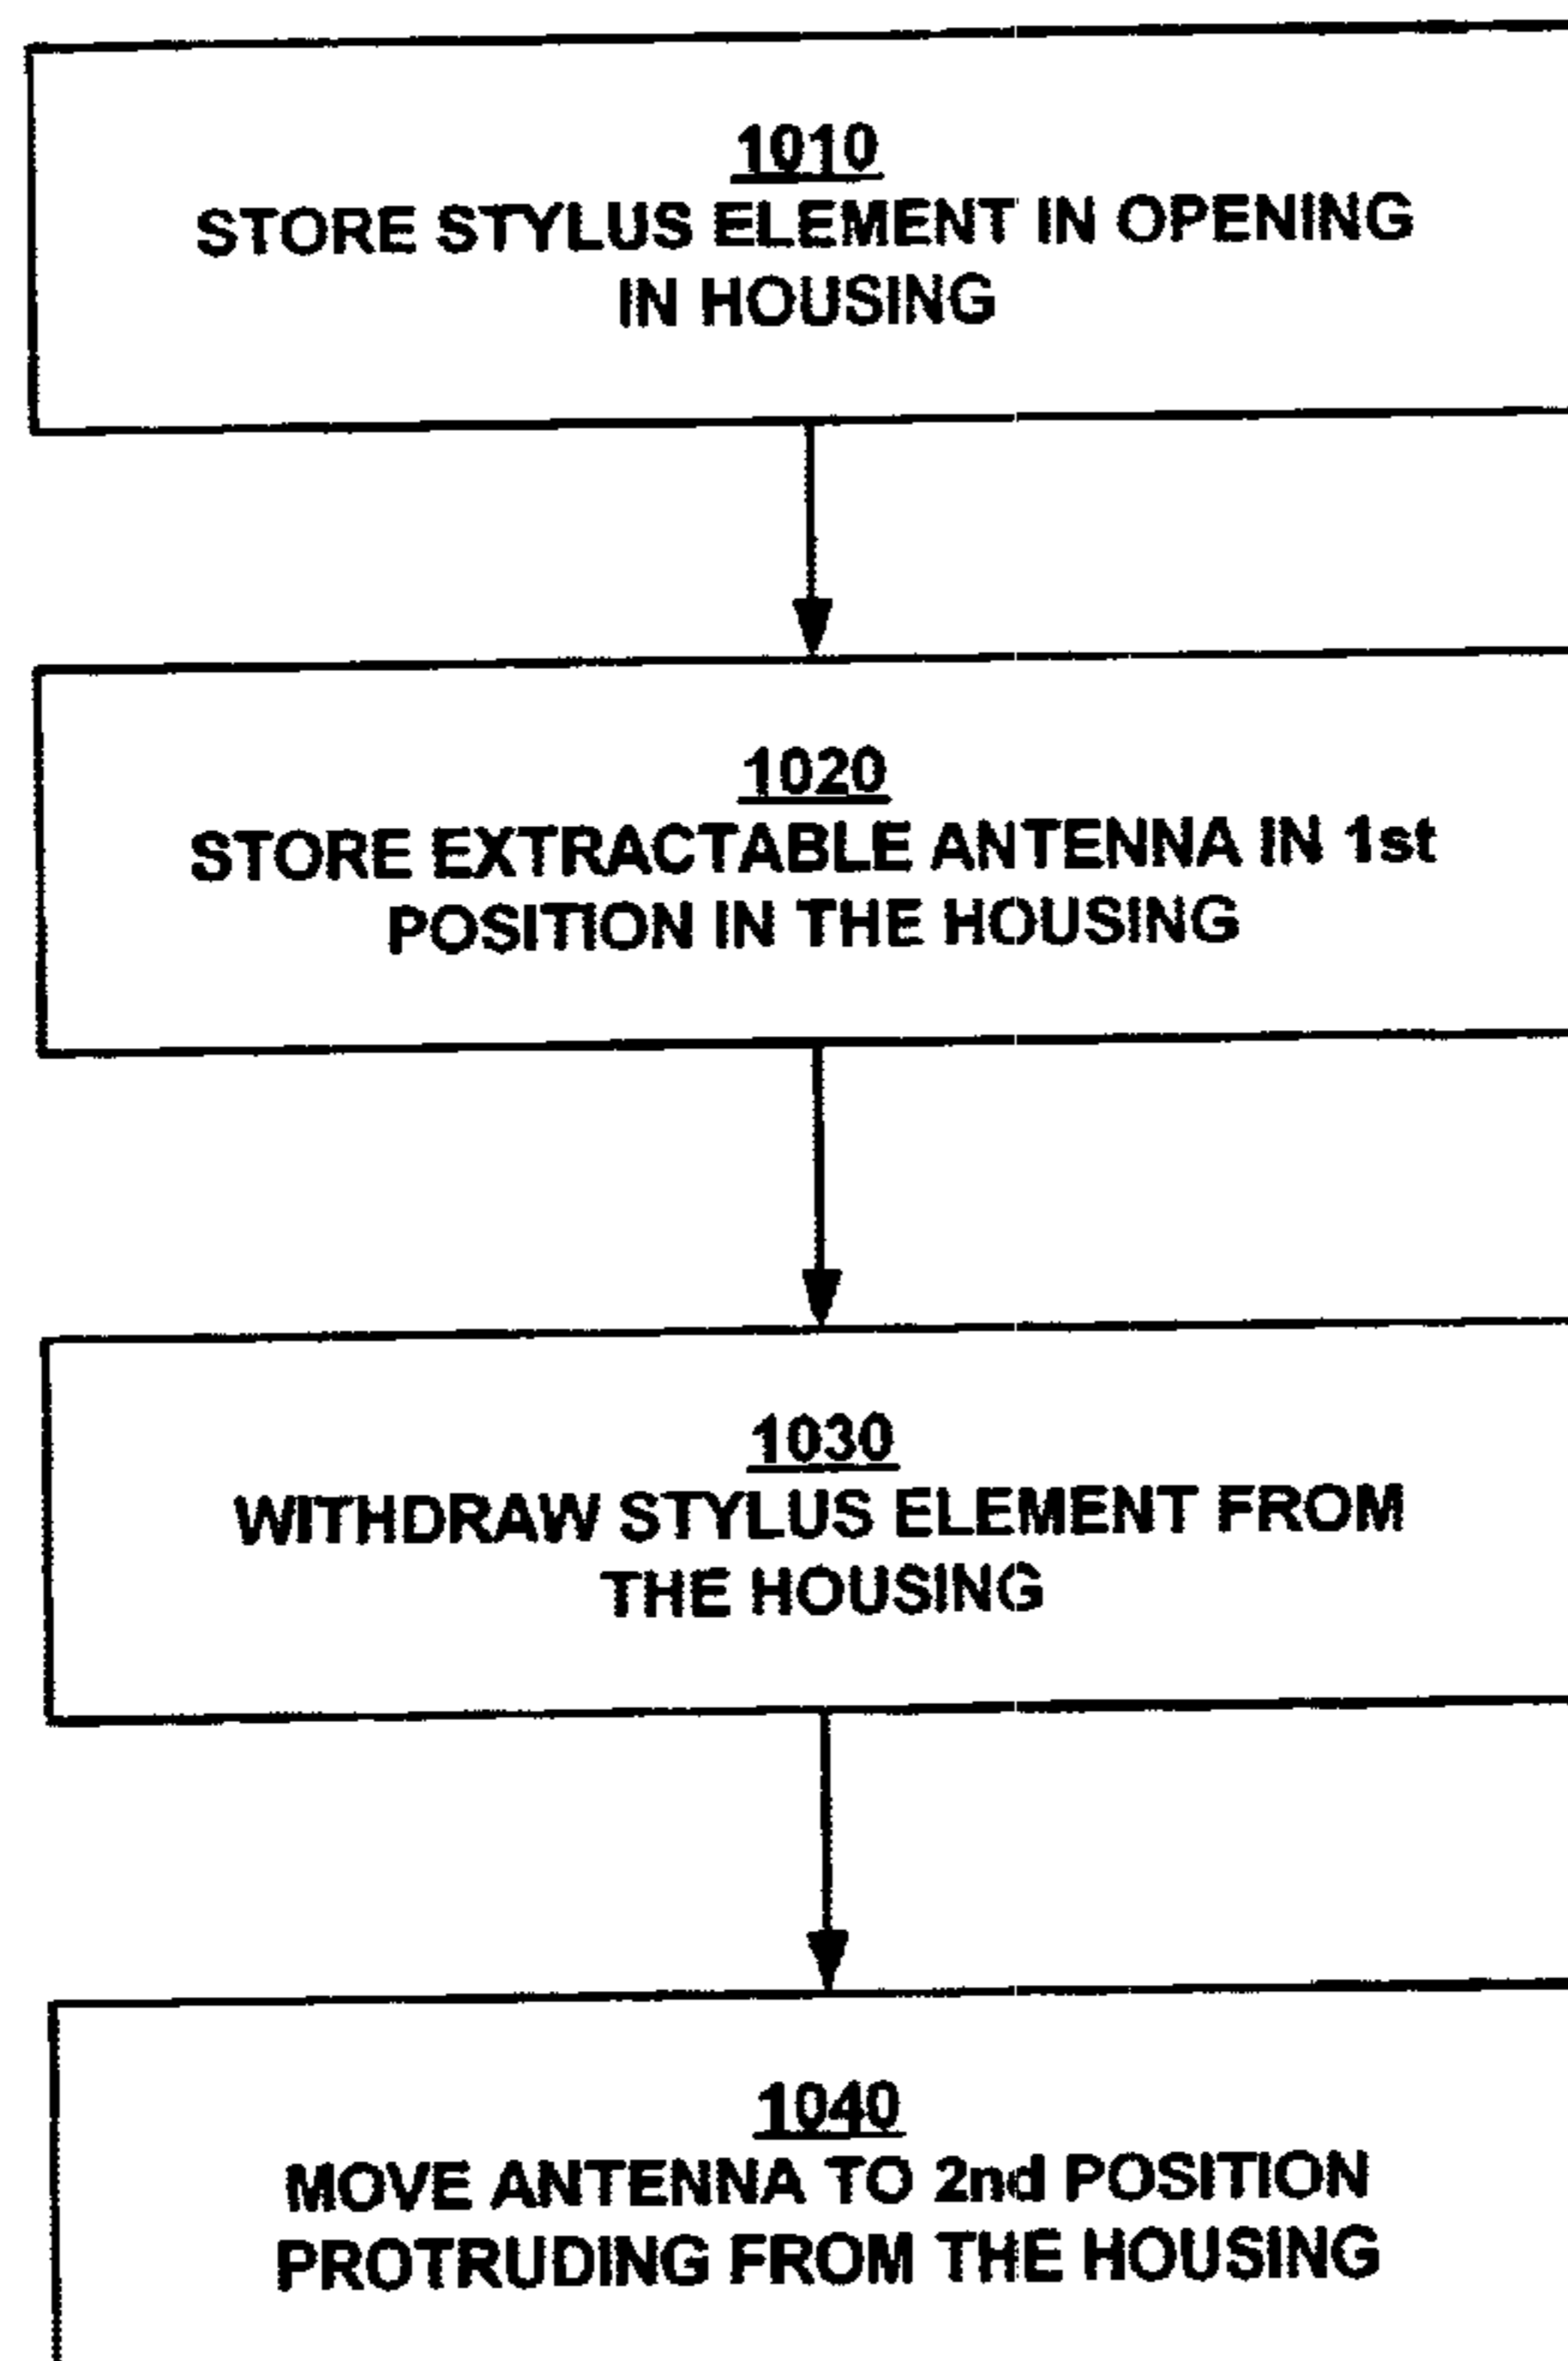 1010
STORE STYLUS ELEMENT IN OPENING
IN HOUSING
1020
STORE EXTRACTABLE ANTENNA IN 1st
POSITION IN THE HOUSING
1030
WITHDRAW STYLUS ELEMENT FROM
THE HOUSING
1040
MOVE ANTENNA TO 2nd POSITION
PROTRUDING FROM THE HOUSING